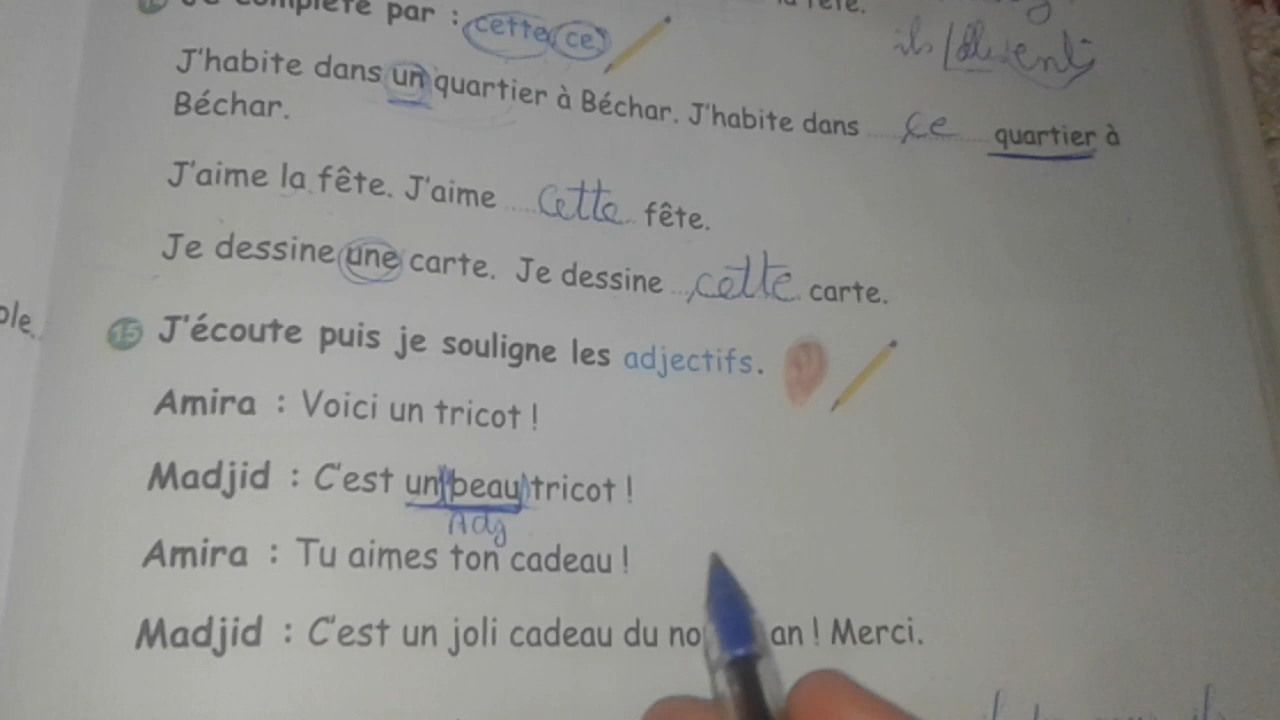 complète par : cette ce
ils
J'habite dans un quartier à Béchar. J'habite dans ce quartier à
Béchar.
J'aime la fête. J'aime cette fête.
Je dessine une carte. Je dessine cette carte.
15 J'écoute puis je souligne les adjectifs.
Amira : Voici un tricot !
Madjid : C'est un beau tricot !
Adj
Amira : Tu aimes ton cadeau !
Madjid : C'est un joli cadeau du an ! Merci.